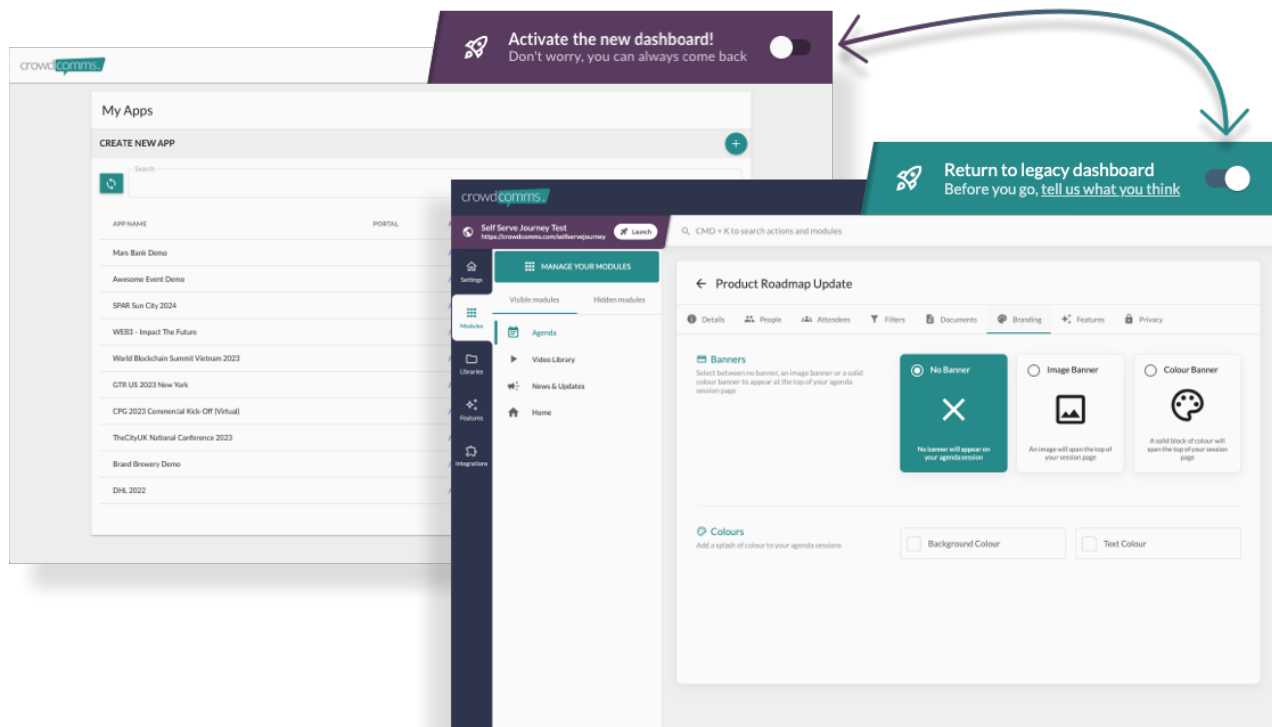 Activate the new dashboard!
Don't worry, you can always come back
crowdcomms.
My Apps
CREATE NEW APP
Search
APP NAME
PORTAL
Mars Bank Demo
Awesome Event Demo
SPAR Sun City 2024
WEB3 - Impact The Future
World Blockchain Summit Vietnam 2023
GTR US 2023 New York
CPG 2023 Commercial Kick-Off (Virtual)
TheCityUK National Conference 2023
Brand Brewery Demo
DHL 2022
Return to legacy dashboard
Before you go, tell us what you think
crowdcomms.
Self Serve Journey Test
https://crowdcomms.com/selfservejourney
Launch
CMD + K to search actions and modules
Settings
Modules
Libraries
Features
Integrations
MANAGE YOUR MODULES
Visible modules
Hidden modules
Agenda
Video Library
News & Updates
Home
Product Roadmap Update
Details
People
Attendees
Filters
Documents
Branding
Features
Privacy
Banners
Select between no banner, an image banner or a solid
colour banner to appear at the top of your agenda
session page
No Banner
No banner will appear on
your agenda session
Image Banner
An image will span the top of
your session page
Colour Banner
A solid block of colour will
span the top of your session
page
Colours
Add a splash of colour to your agenda sessions
Background Colour
Text Colour